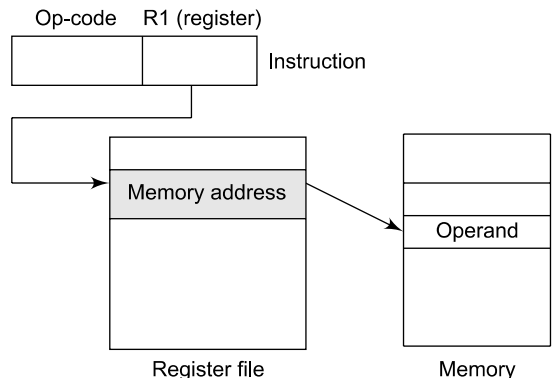 Op-code R1 (register)
Instruction
Memory address
Operand
Register file
Memory